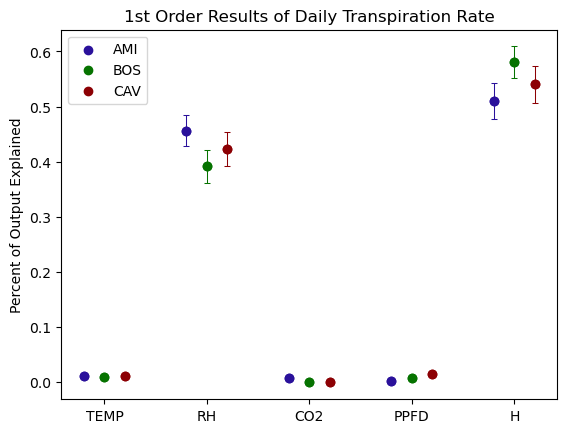 1st Order Results of Daily Transpiration Rate
AMI
BOS
CAV
Percent of Output Explained
0.6
0.5
0.4
0.3
0.2
0.1
0.0
TEMP RH CO2 PPFD H